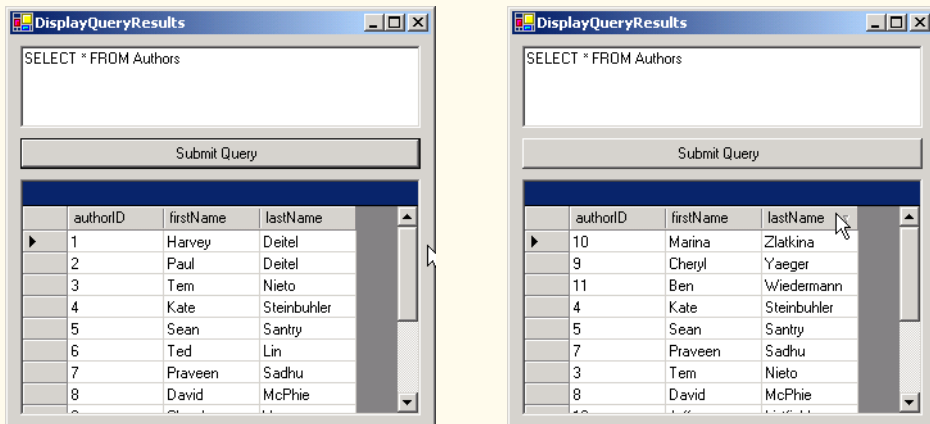 DisplayQueryResults
SELECT * FROM Authors
Submit Query
authorID firstName lastName
1 Harvey Deitel
2 Paul Deitel
3 Tem Nieto
4 Kate Steinbuhler
5 Sean Santry
6 Ted Lin
7 Praveen Sadhu
8 David McPhie
DisplayQueryResults
SELECT * FROM Authors
Submit Query
authorID firstName lastName
10 Marina Zlatkina
9 Cheryl Yaeger
11 Ben Wiedermann
4 Kate Steinbuhler
5 Sean Santry
7 Praveen Sadhu
3 Tem Nieto
8 David McPhie